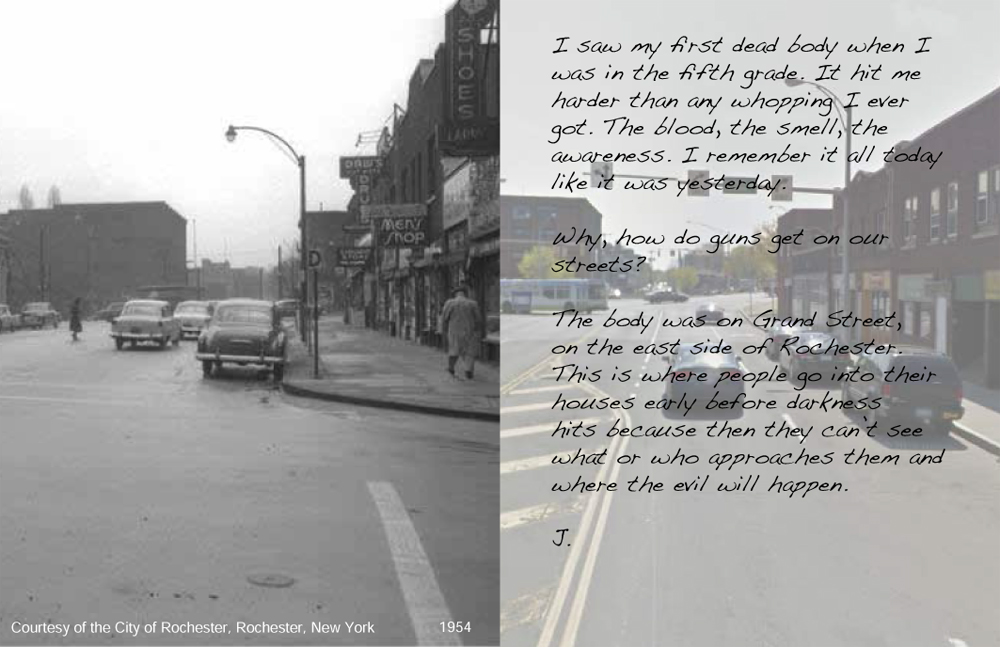 SHOES
MEN'S
SHOP
D
I saw my first dead body when I
was in the fifth grade. It hit me
harder than any whopping I ever
got. The blood, the smell, the
awareness. I remember it all today
like it was yesterday.
Why, how do guns get on our
streets?
The body was on Grand Street,
on the east side of Rochester.
This is where people go into their
houses early before darkness
hits because then they can't see
what or who approaches them and
where the evil will happen.
J.
Courtesy of the City of Rochester, Rochester, New York
1954